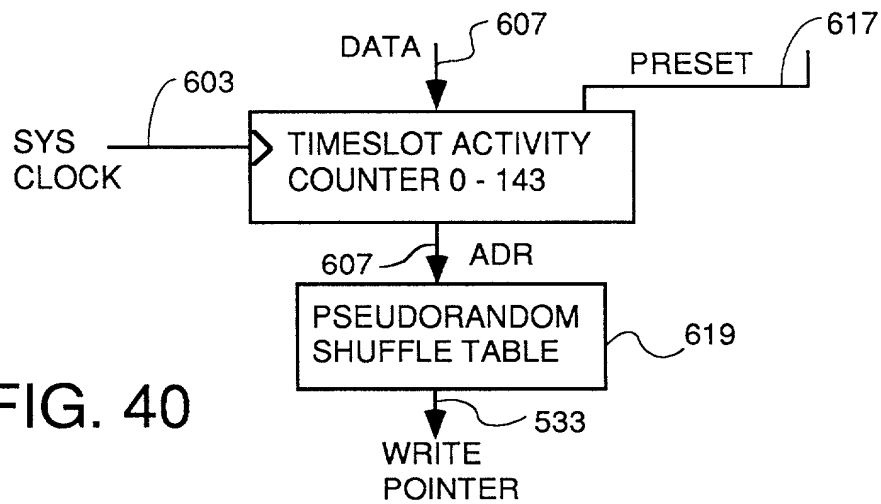 607
617
DATA
PRESET
603
SYS
CLOCK
TIMESLOT ACTIVITY
COUNTER 0 - 143
607
ADR
PSEUDORANDOM
SHUFFLE TABLE
619
FIG. 40
533
WRITE
POINTER